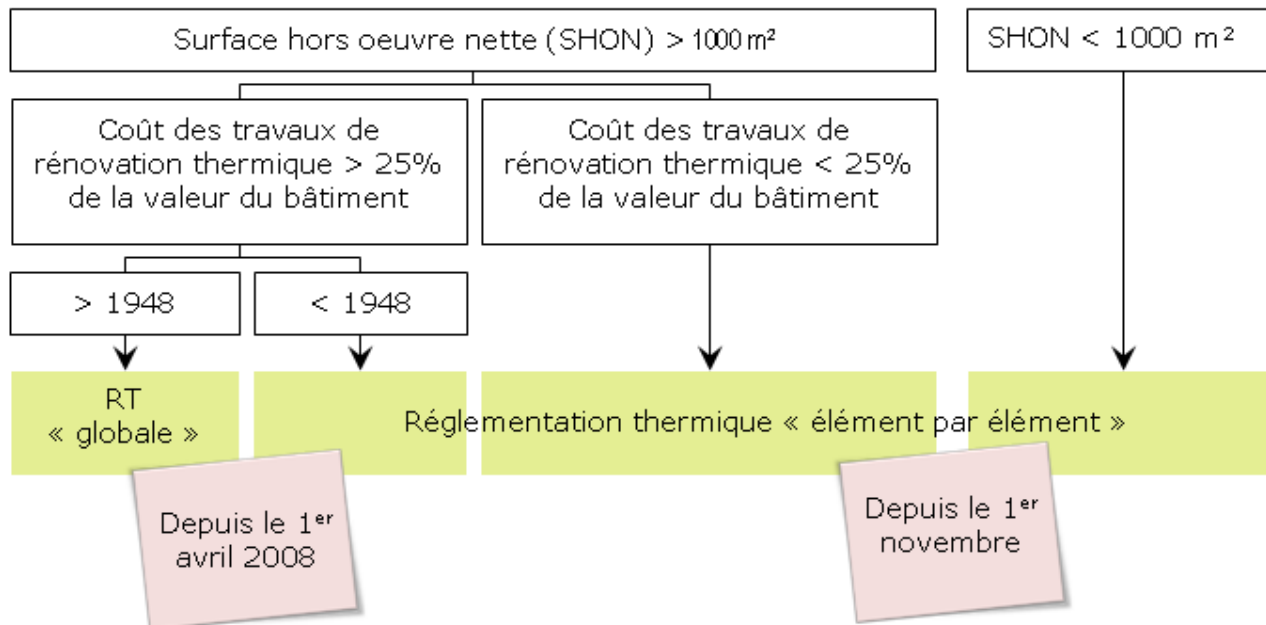 Surface hors oeuvre nette (SHON) > 1000 m²
SHON < 1000 m²
Coût des travaux de
rénovation thermique > 25%
de la valeur du bâtiment
Coût des travaux de
rénovation thermique < 25%
de la valeur du bâtiment
> 1948
< 1948
RT
« globale »
Réglementation thermique « élément par élément »
Depuis le 1er
avril 2008
Depuis le 1er
novembre